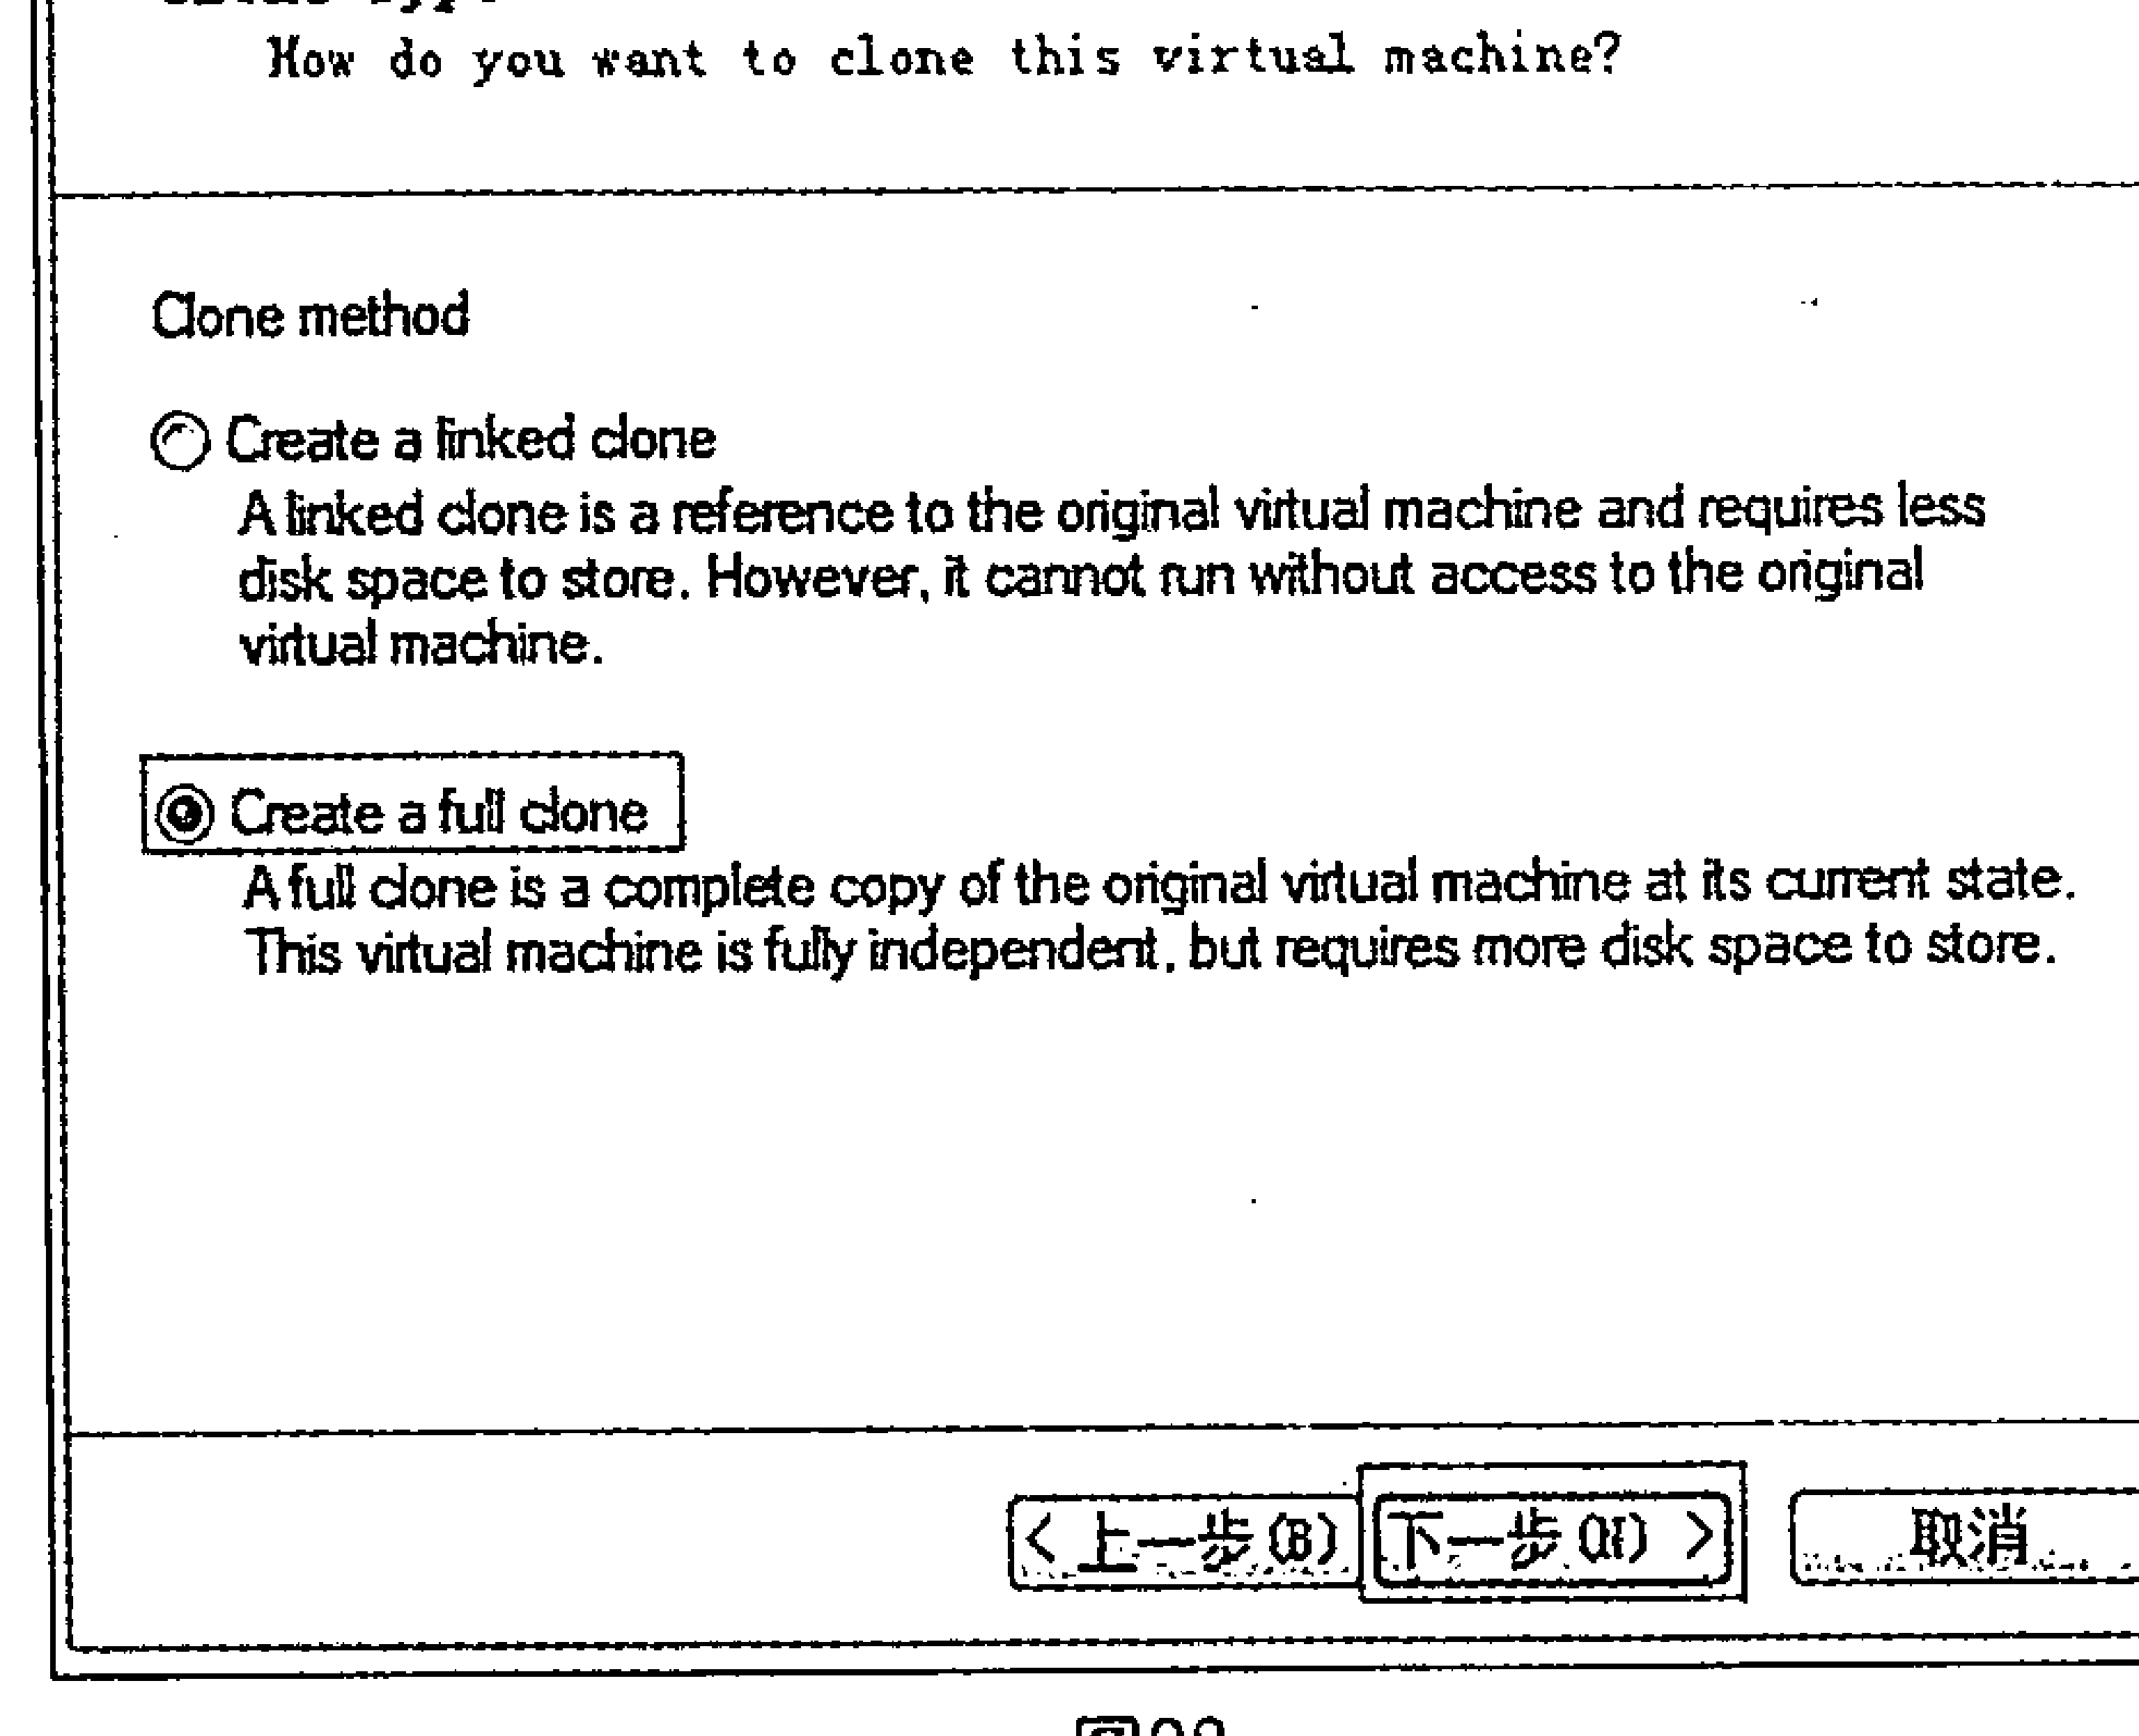 How do you want to clone this virtual machine?
Clone method
Create a linked clone
A linked clone is a reference to the original virtual machine and requires less
disk space to store. However, it cannot run without access to the original
virtual machine.
Create a full clone
A full clone is a complete copy of the original virtual machine at its current state.
This virtual machine is fully independent, but requires more disk space to store.
< 上一步(B) 下一步(N) > 取消